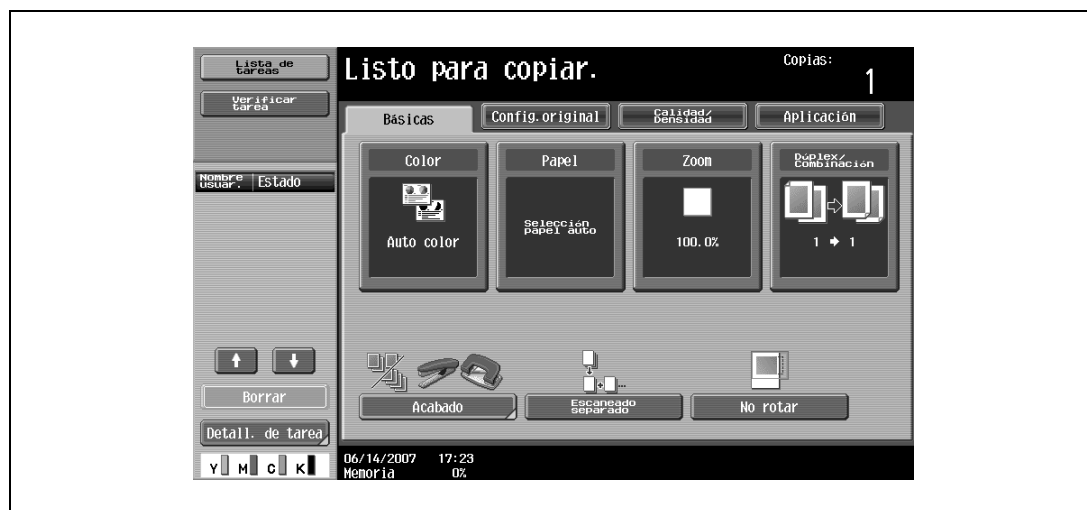 Lista de
tareas
Verificar
tarea
Nombre
usuar.
Estado
Borrar
Detall. de tarea
Y M C K
Listo para copiar.
Copias:
1
Básicas
Config.original
Calidad/
Densidad
Aplicación
Color
Auto color
Papel
Selección
papel auto
Zoom
100.0%
Dúplex/
Combinación
1 ➔ 1
Acabado
Escaneado
separado
No rotar
06/14/2007 17:23
Memoria 0%